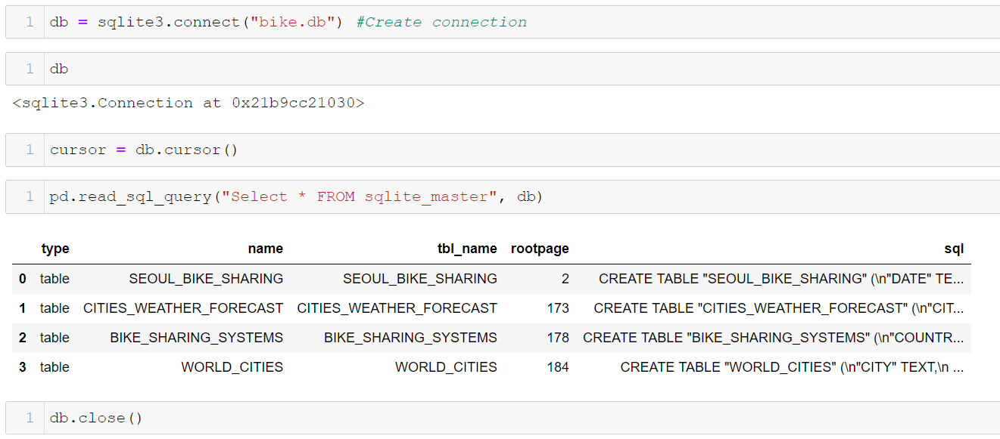 1 db = sqlite3.connect("bike.db") #Create connection
1 db
<sqlite3.Connection at 0x21b9cc21030>
1 cursor = db.cursor()
1 pd.read_sql_query("Select * FROM sqlite_master", db)
type name tbl_name rootpage sql
0 table SEOUL_BIKE_SHARING SEOUL_BIKE_SHARING 2 CREATE TABLE "SEOUL_BIKE_SHARING" (\n"DATE" TE...
1 table CITIES_WEATHER_FORECAST CITIES_WEATHER_FORECAST 173 CREATE TABLE "CITIES_WEATHER_FORECAST" (\n"CIT...
2 table BIKE_SHARING_SYSTEMS BIKE_SHARING_SYSTEMS 178 CREATE TABLE "BIKE_SHARING_SYSTEMS" (\n"COUNTR...
3 table WORLD_CITIES WORLD_CITIES 184 CREATE TABLE "WORLD_CITIES" (\n"CITY" TEXT,\n ...
1 db.close()